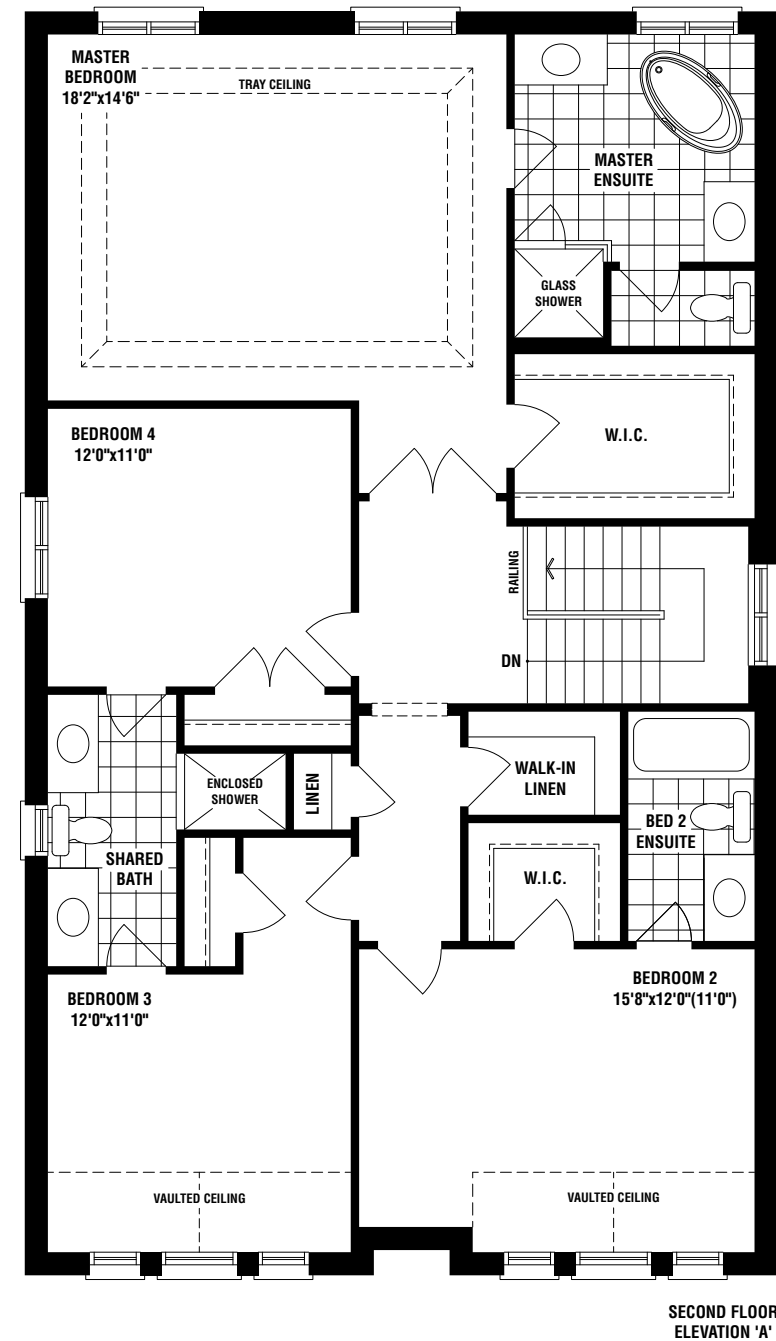 MASTER
BEDROOM
18'2"x14'6"
TRAY CEILING
MASTER
ENSUITE
GLASS
SHOWER
BEDROOM 4
12'0"x11'0"
W.I.C.
RAILING
DN
ENCLOSED
SHOWER
LINEN
WALK-IN
LINEN
BED 2
ENSUITE
SHARED
BATH
W.I.C.
BEDROOM 3
12'0"x11'0"
BEDROOM 2
15'8"x12'0"(11'0")
VAULTED CEILING
VAULTED CEILING
SECOND FLOOR
ELEVATION 'A'